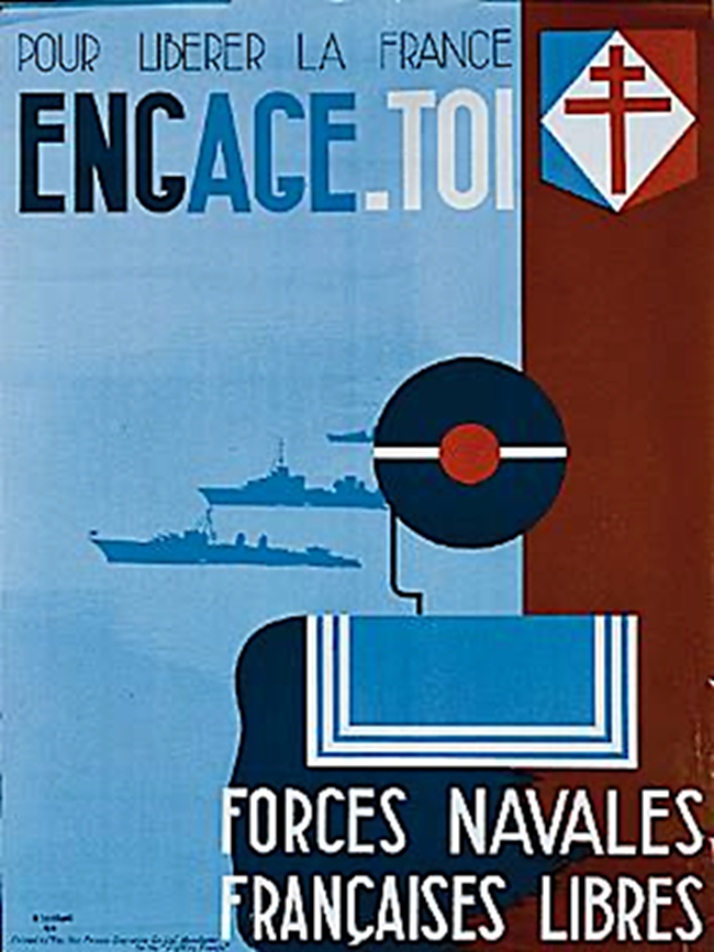 POUR LIBERER LA FRANCE
ENGAGE.TOI
FORCES NAVALES
FRANÇAISES LIBRES